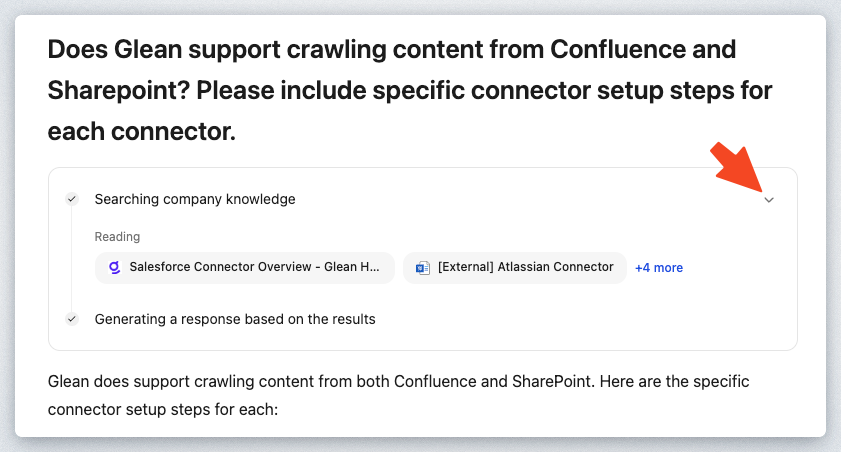 Does Glean support crawling content from Confluence and
Sharepoint? Please include specific connector setup steps for
each connector.
Searching company knowledge
Reading
Salesforce Connector Overview - Glean H...
[External] Atlassian Connector
+4 more
Generating a response based on the results
Glean does support crawling content from both Confluence and SharePoint. Here are the specific
connector setup steps for each: